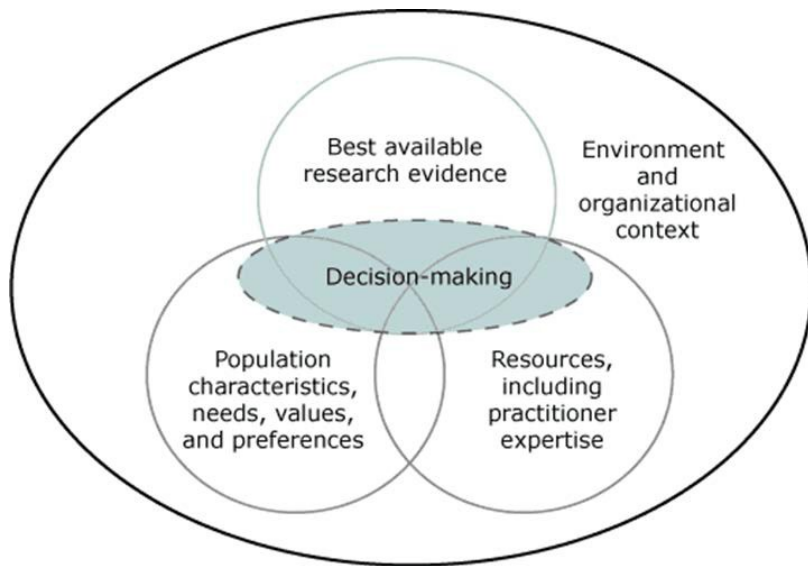 Best available
research evidence
Environment
and
organizational
context
Decision-making
Population
characteristics,
needs, values,
and preferences
Resources,
including
practitioner
expertise